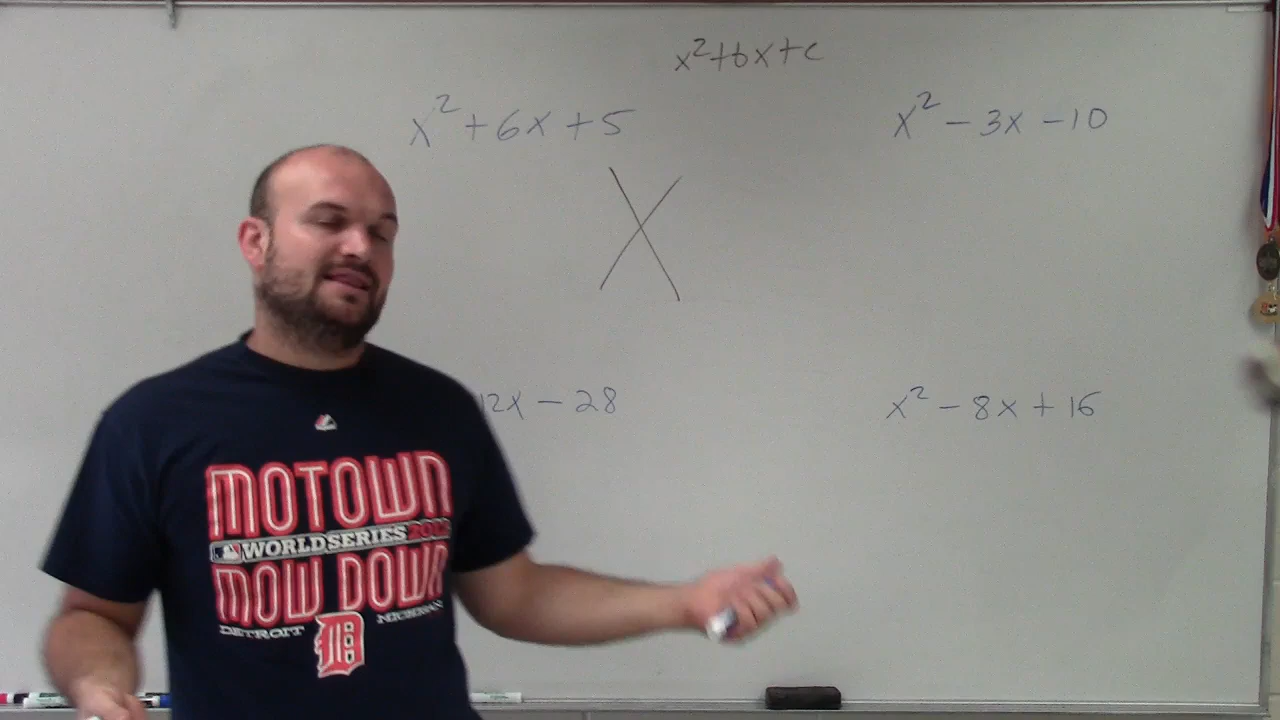 x²+bx+c
x²+6x+5
x²-3x-10
12x-28
x²-8x+16
MOTOWN
WORLD SERIES 2012
MOW DOWN
DETROIT MICHIGAN
D